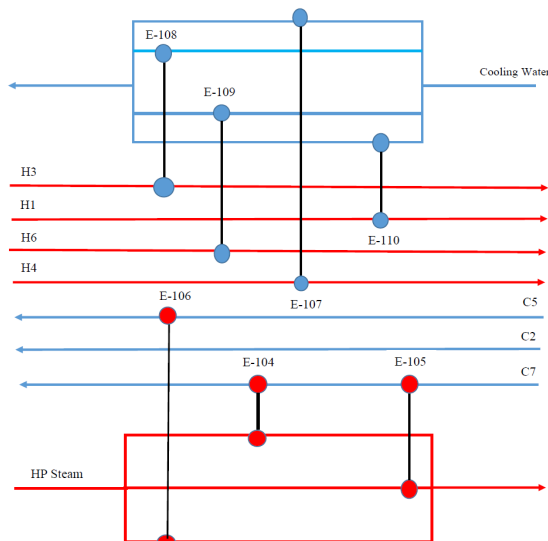 E-108
Cooling Water
E-109
H3
H1
E-110
H6
H4
E-106
E-107
C5
C2
E-104
E-105
C7
HP Steam